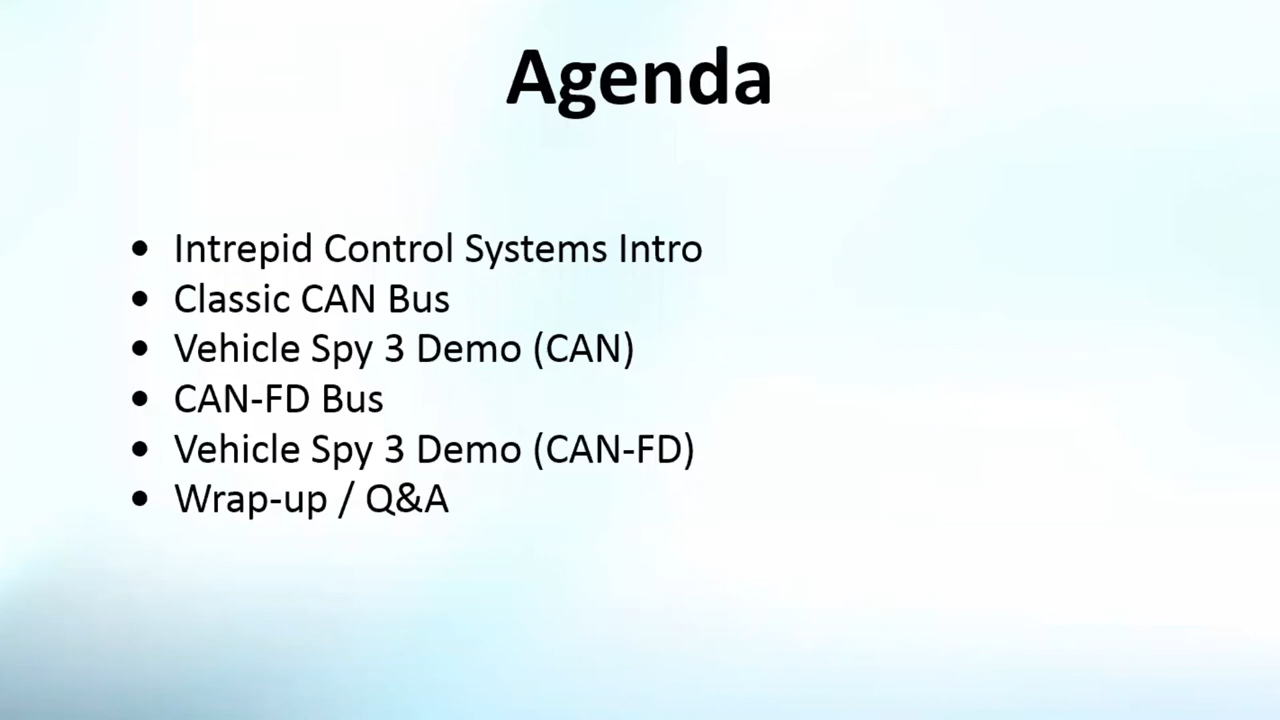 Agenda
• Intrepid Control Systems Intro
• Classic CAN Bus
• Vehicle Spy 3 Demo (CAN)
• CAN-FD Bus
• Vehicle Spy 3 Demo (CAN-FD)
• Wrap-up / Q&A